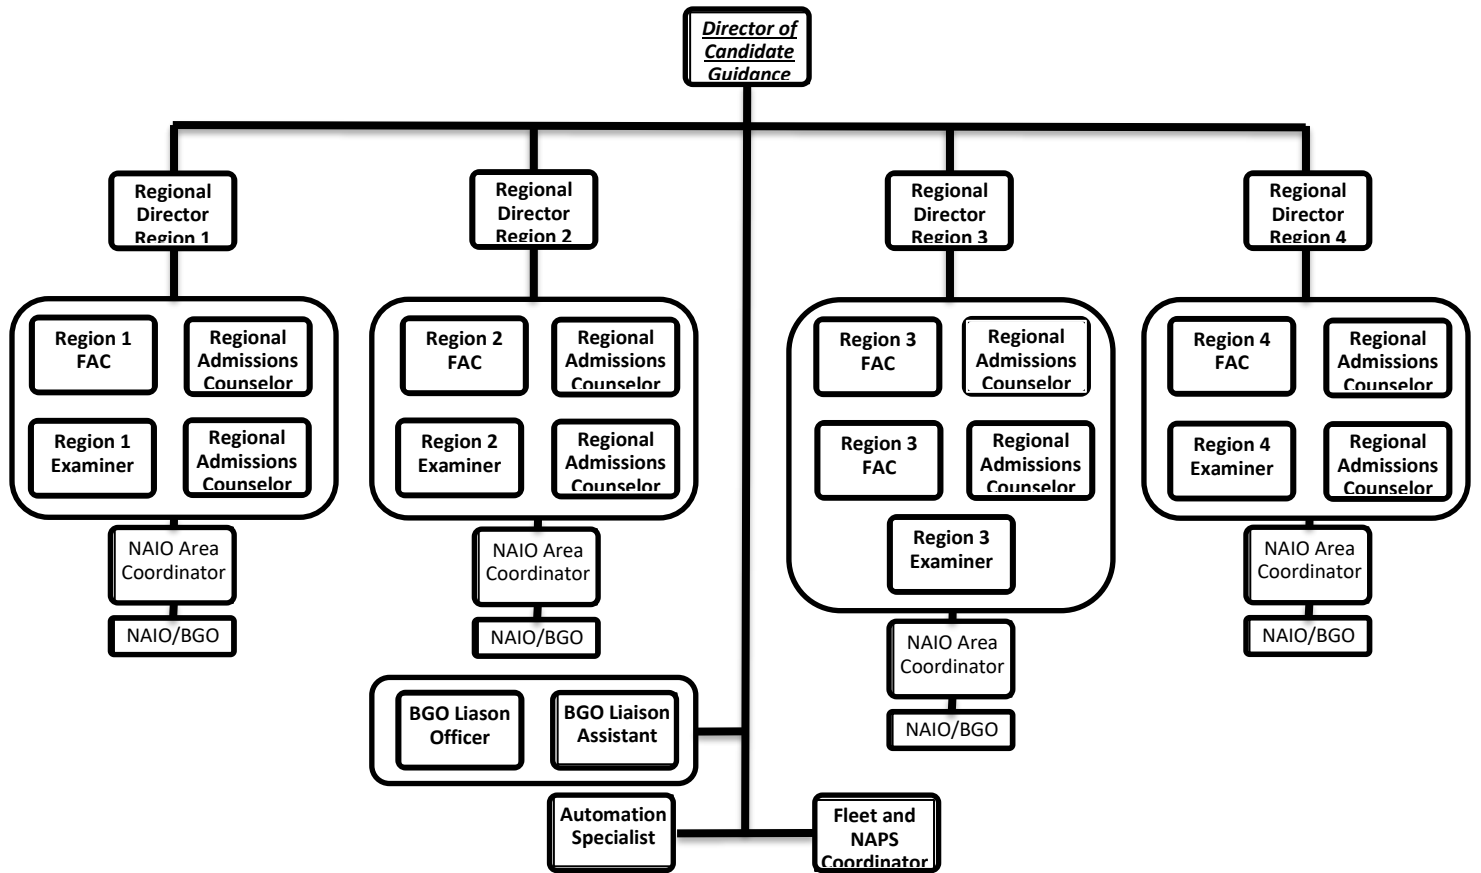 Director of
Candidate
Guidance
Regional
Director
Region 1
Regional
Director
Region 2
Regional
Director
Region 3
Regional
Director
Region 4
Region 1
FAC
Regional
Admissions
Counselor
Region 1
Examiner
Regional
Admissions
Counselor
NAIO Area
Coordinator
NAIO/BGO
Region 2
FAC
Regional
Admissions
Counselor
Region 2
Examiner
Regional
Admissions
Counselor
NAIO Area
Coordinator
NAIO/BGO
Region 3
FAC
Regional
Admissions
Counselor
Region 3
FAC
Regional
Admissions
Counselor
Region 3
Examiner
NAIO Area
Coordinator
NAIO/BGO
Region 4
FAC
Regional
Admissions
Counselor
Region 4
Examiner
Regional
Admissions
Counselor
NAIO Area
Coordinator
NAIO/BGO
BGO Liason
Officer
BGO Liaison
Assistant
Automation
Specialist
Fleet and
NAPS
Coordinator